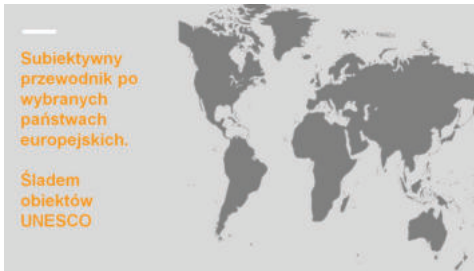 Subiektywny
przewodnik po
wybranych
państwach
europejskich.
Śladem
obiektów
UNESCO